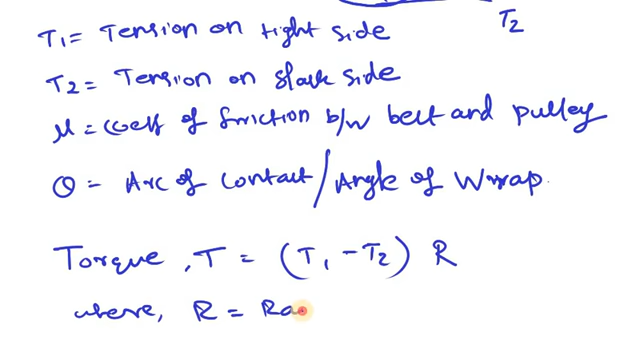 T2
T1 = Tension on tight side
T2 = Tension on slack side
μ = Coeff of friction b/w belt and pulley
θ = Arc of Contact / Angle of Wrap.
Torque, T = (T1 - T2) R
where, R = Ra